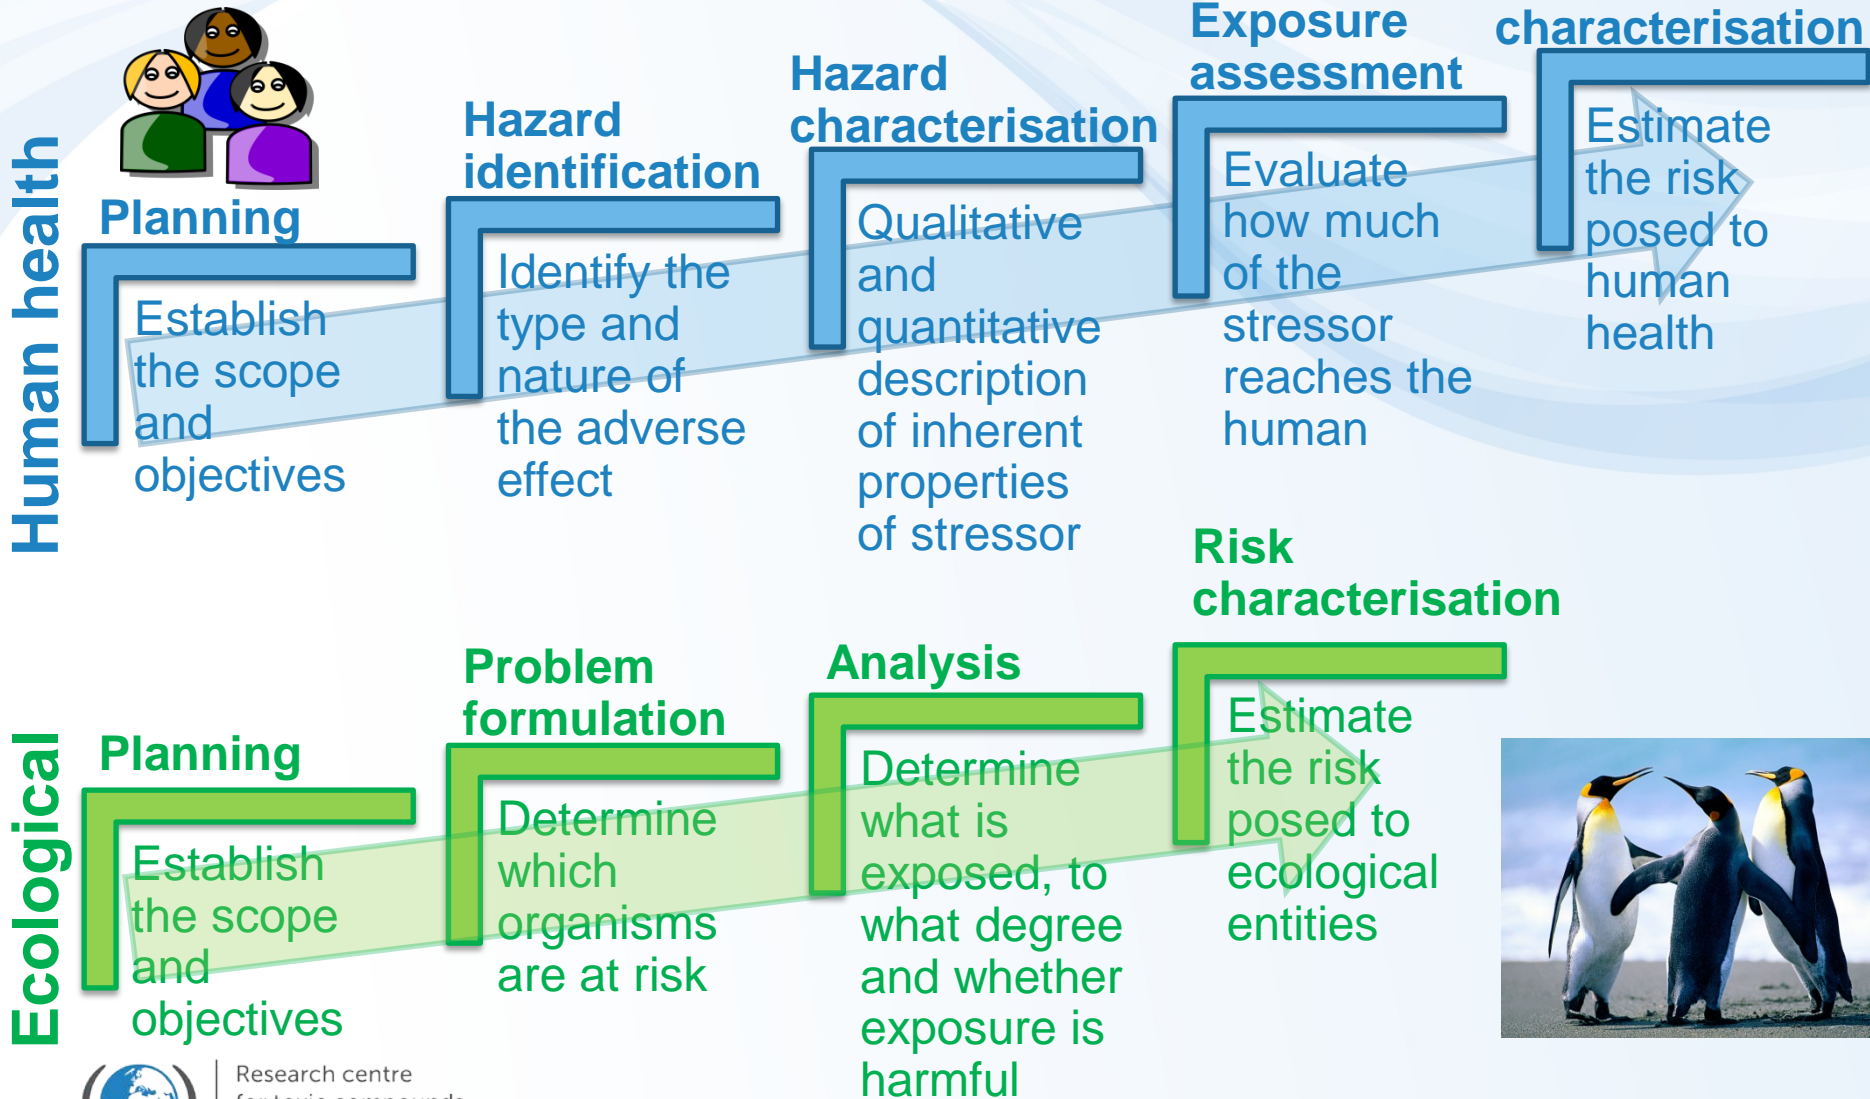 Human health
Planning
Establish
the scope
and
objectives
Hazard
identification
Identify the
type and
nature of
the adverse
effect
Hazard
characterisation
Qualitative
and
quantitative
description
of inherent
properties
of stressor
Exposure
assessment
Evaluate
how much
of the
stressor
reaches the
human
characterisation
Estimate
the risk
posed to
human
health
Ecological
Planning
Establish
the scope
and
objectives
Problem
formulation
Determine
which
organisms
are at risk
Analysis
Determine
what is
exposed, to
what degree
and whether
exposure is
harmful
Risk
characterisation
Estimate
the risk
posed to
ecological
entities
Research centre
for toxic compounds